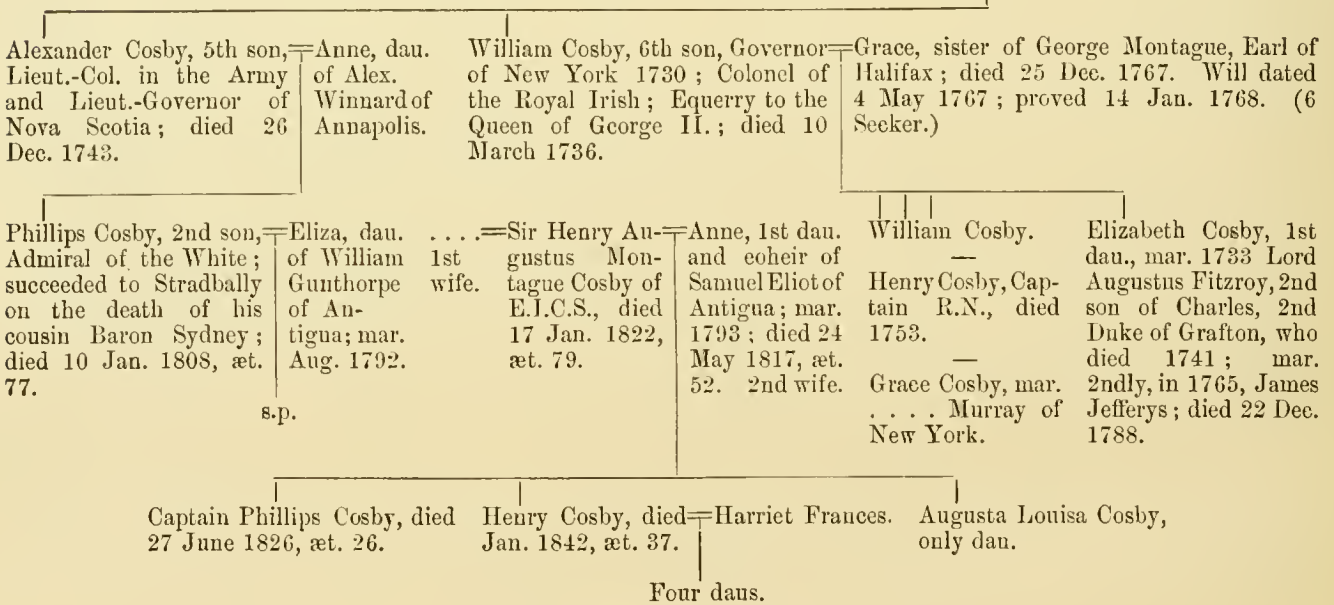 Alexander Cosby, 5th son,
Lieut.-Col. in the Army
and Lieut.-Governor of
Nova Scotia; died 26
Dec. 1743.
Anne, dau.
of Alex.
Winnard of
Annapolis.
William Cosby, 6th son, Governor
of New York 1730; Colonel of
the Royal Irish; Equerry to the
Queen of George II.; died 10
March 1736.
Grace, sister of George Montague, Earl of
Halifax; died 25 Dec. 1767. Will dated
4 May 1767; proved 14 Jan. 1768. (6
Secker.)
Phillips Cosby, 2nd son,
Admiral of the White;
succeeded to Stradbally
on the death of his
cousin Baron Sydney;
died 10 Jan. 1808, æt.
77.
Eliza, dau.
of William
Gunthorpe
of An-
tigua; mar.
Aug. 1792.
s.p.
. . . .
1st
wife.
Sir Henry Au-
gustus Mon-
tague Cosby of
E.I.C.S., died
17 Jan. 1822,
æt. 79.
Anne, 1st dau.
and coheir of
Samuel Eliot of
Antigua; mar.
1793; died 24
May 1817, æt.
52. 2nd wife.
William Cosby.
—
Henry Cosby, Cap-
tain R.N., died
1753.
—
Grace Cosby, mar.
. . . . Murray of
New York.
Elizabeth Cosby, 1st
dau., mar. 1733 Lord
Augustus Fitzroy, 2nd
son of Charles, 2nd
Duke of Grafton, who
died 1741; mar.
2ndly, in 1765, James
Jefferys; died 22 Dec.
1788.
Captain Phillips Cosby, died
27 June 1826, æt. 26.
Henry Cosby, died
Jan. 1842, æt. 37.
Harriet Frances.
Augusta Louisa Cosby,
only dau.
Four daus.